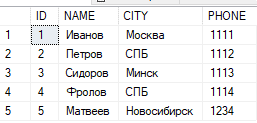 ID NAME CITY PHONE
1 1 Иванов Москва 1111
2 2 Петров СПБ 1112
3 3 Сидоров Минск 1113
4 4 Фролов СПБ 1114
5 5 Матвеев Новосибирск 1234